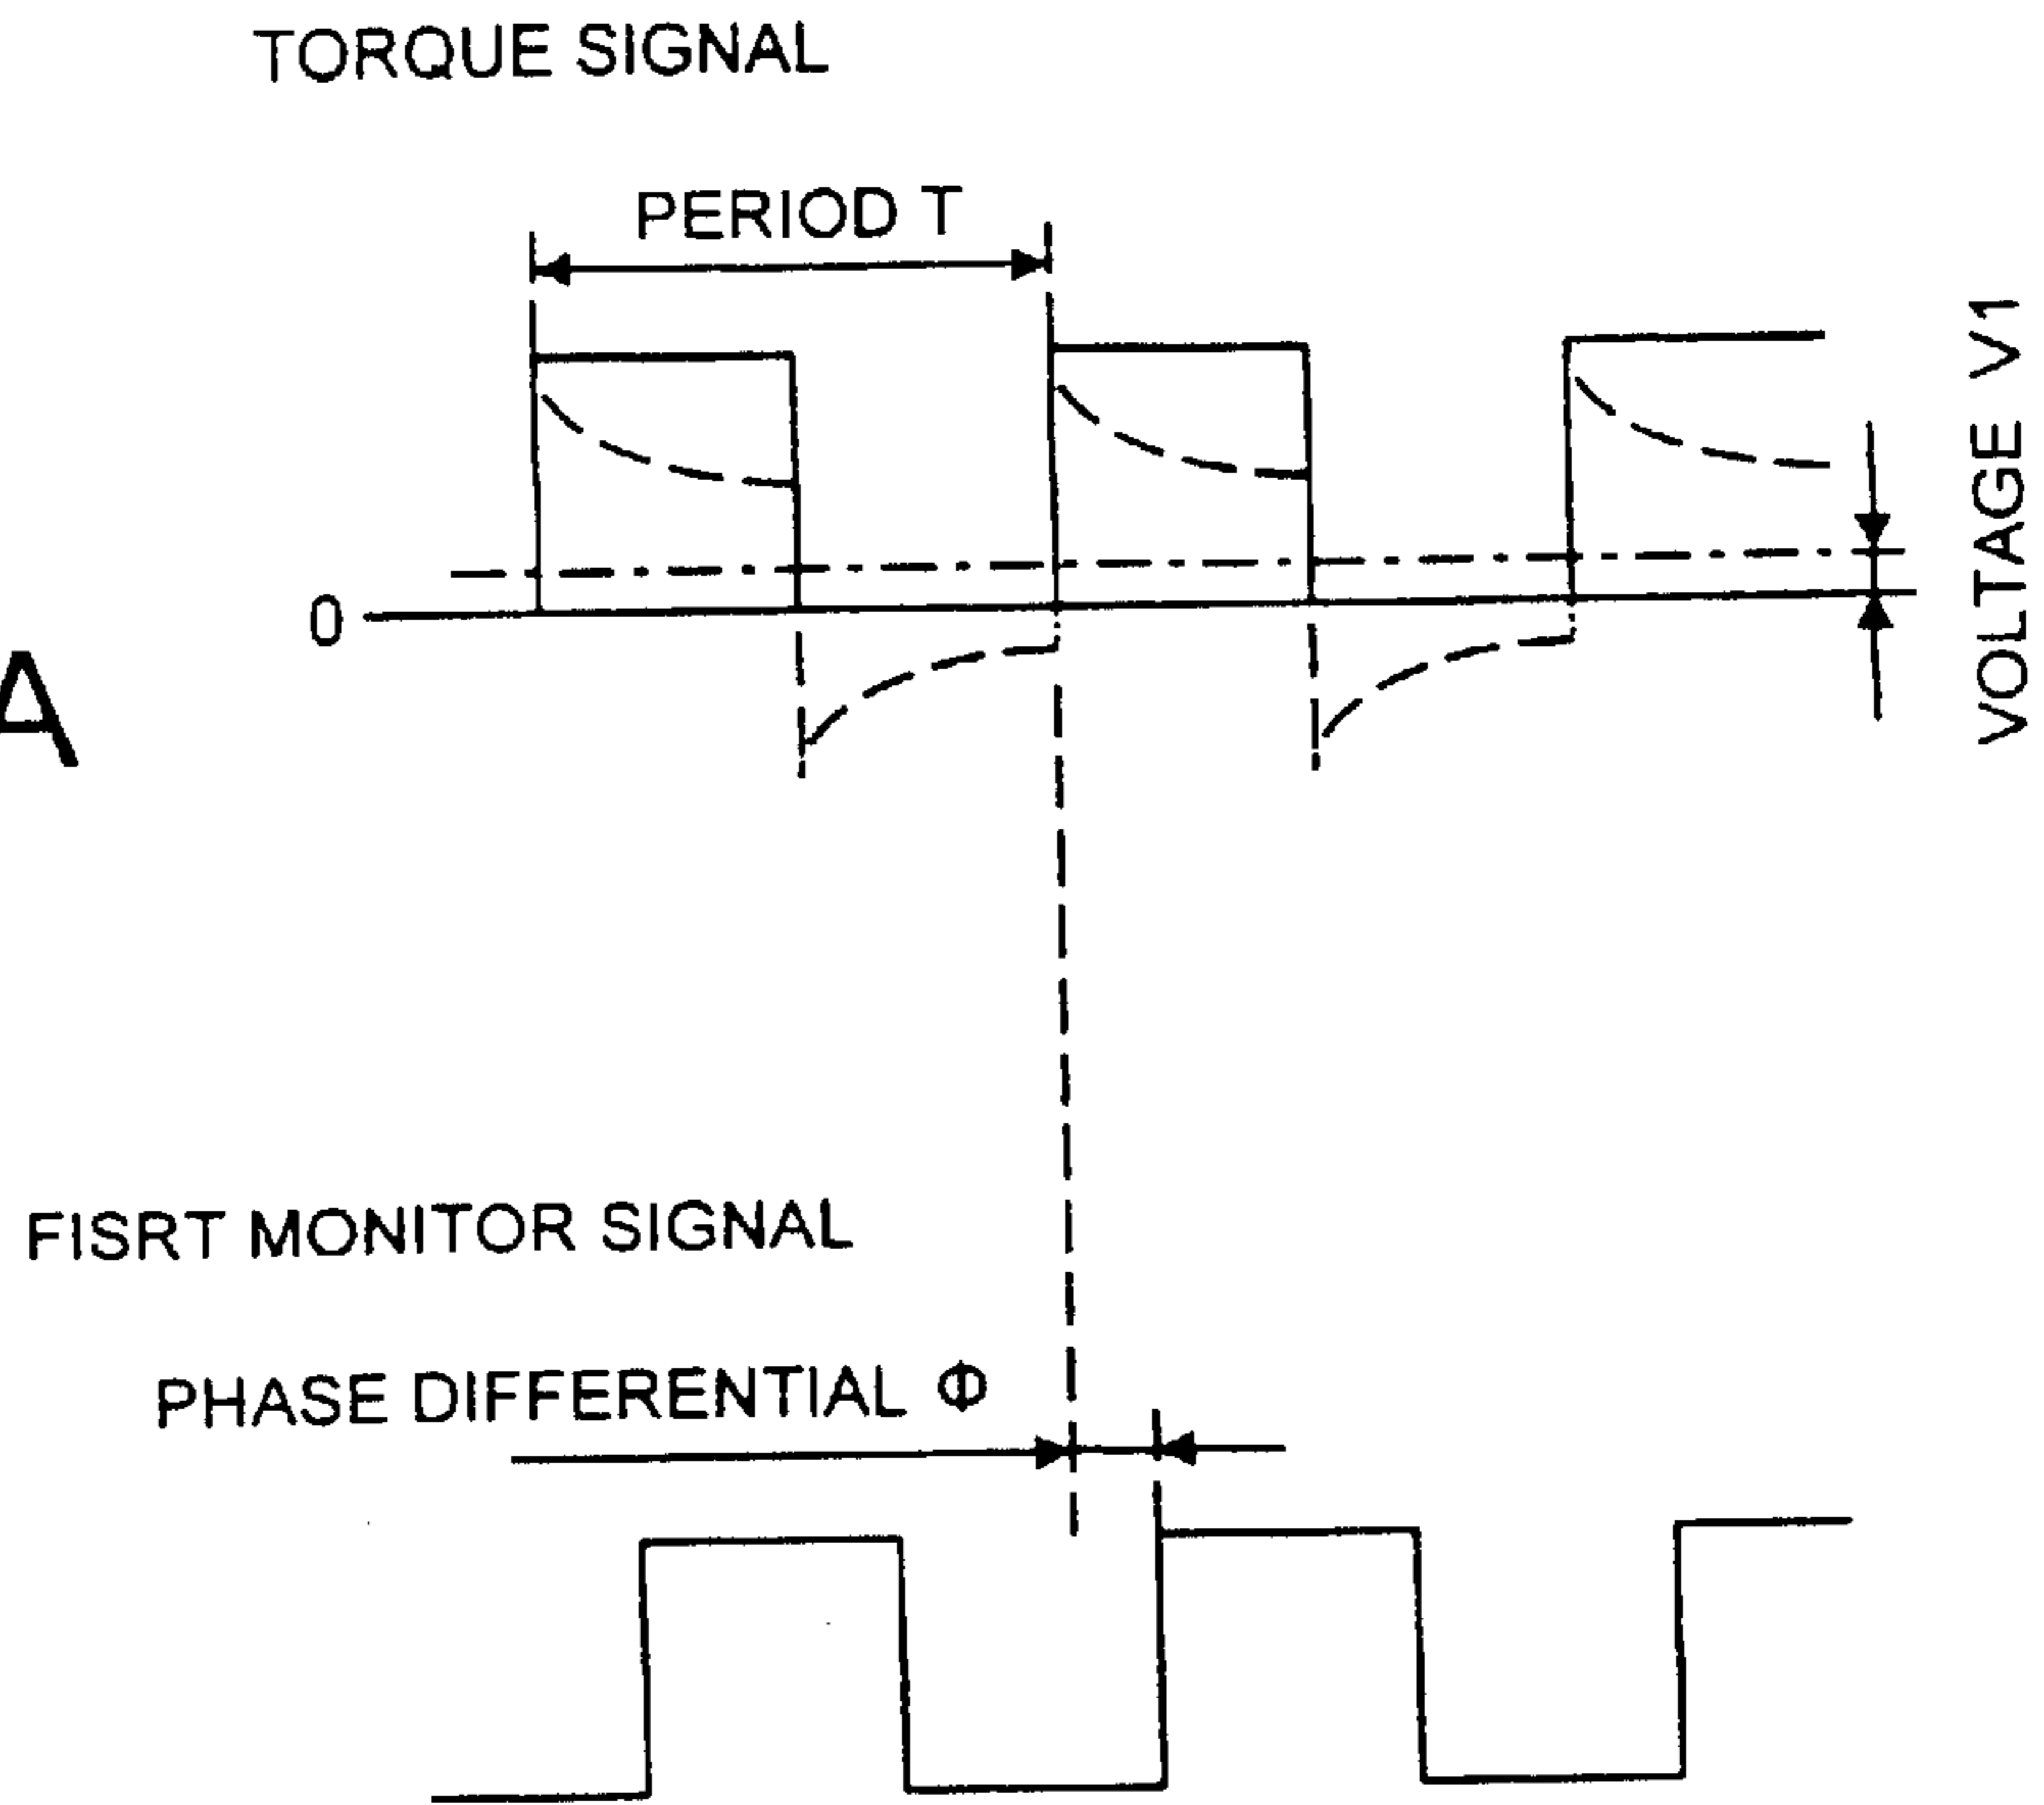 TORQUE SIGNAL
PERIOD T
VOLTAGE V1
0
A
FISRT MONITOR SIGNAL
PHASE DIFFERENTIAL Φ